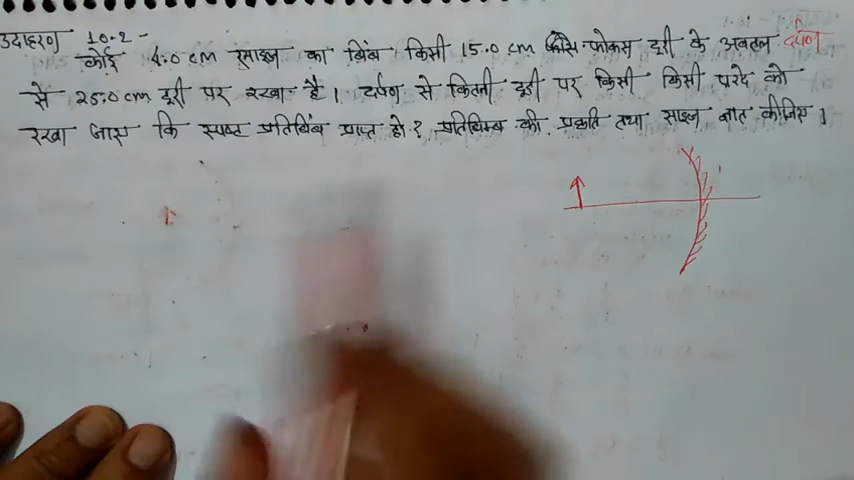 उदाहरण 10.2-
कोई 4.0 cm साइज का बिंब किसी 15.0 cm फोकस दूरी के अवतल दर्पण
से 25.0 cm दूरी पर रखा है। दर्पण से कितनी दूरी पर किसी किसी परदे को
रखा जाए कि स्पष्ट प्रतिबिंब प्राप्त हो? प्रतिबिम्ब की प्रकृति तथा साइज ज्ञात कीजिए।